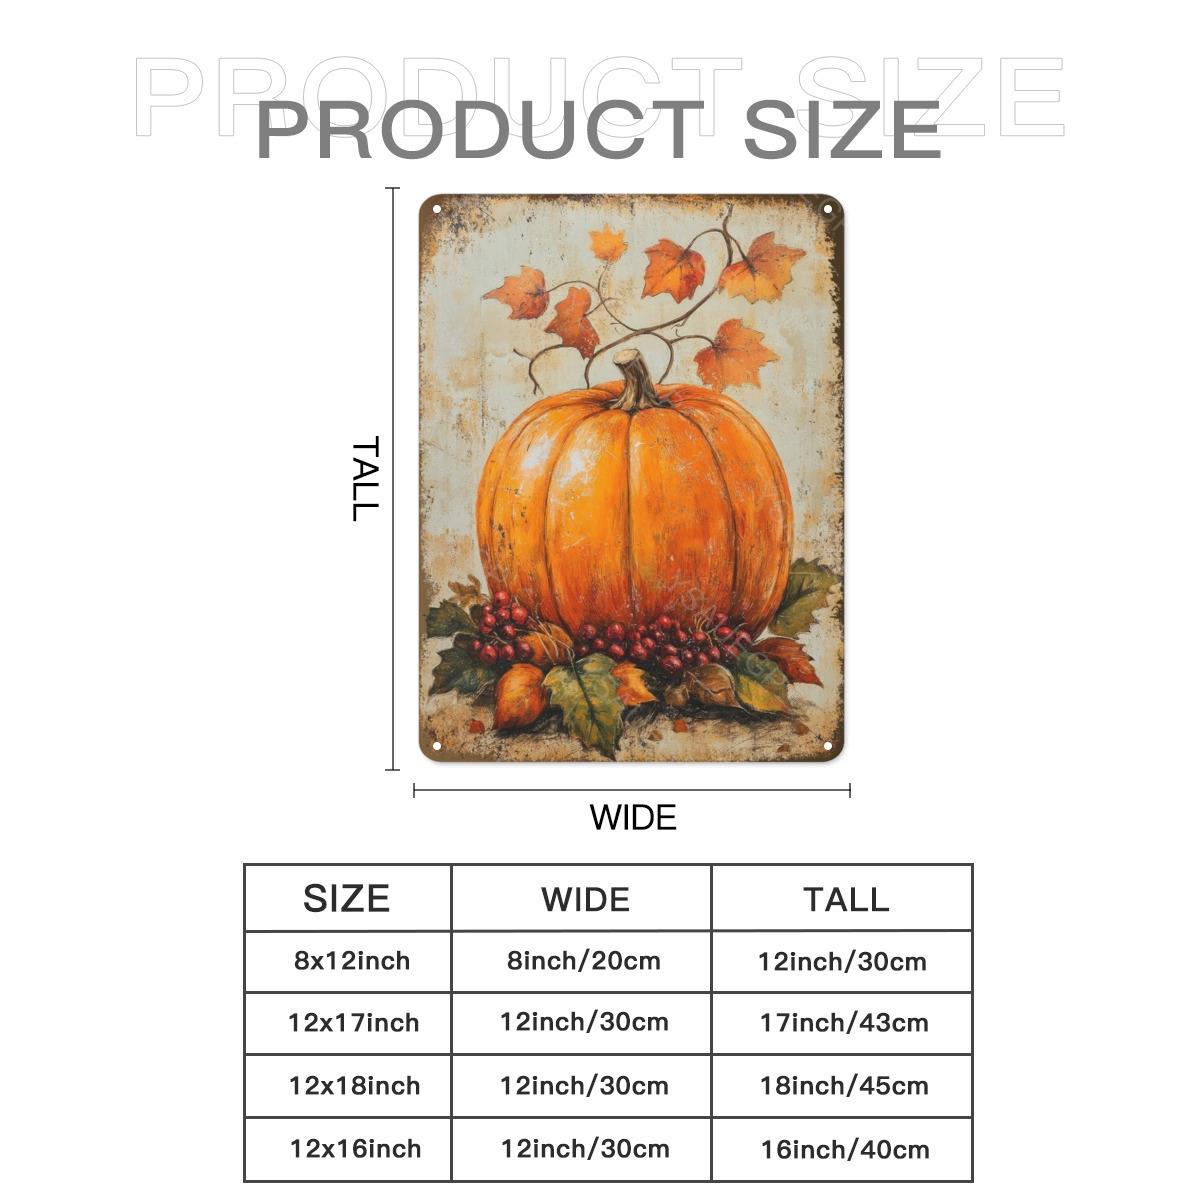 PRODUCT SIZE
PRODUCT SIZE
TALL
WIDE
SIZE WIDE TALL
8x12inch 8inch/20cm 12inch/30cm
12x17inch 12inch/30cm 17inch/43cm
12x18inch 12inch/30cm 18inch/45cm
12x16inch 12inch/30cm 16inch/40cm